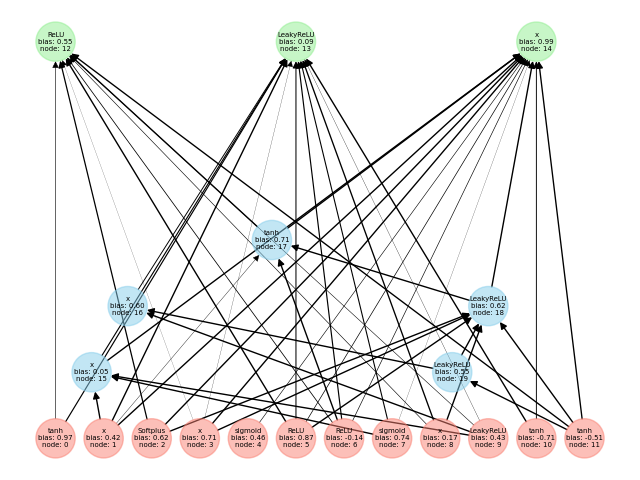 ReLU
bias: 0.55
node: 12
LeakyReLU
bias: 0.09
node: 13
x
bias: 0.99
node: 14
tanh
bias: 0.71
node: 17
x
bias: 0.60
node: 16
LeakyReLU
bias: 0.62
node: 18
x
bias: 0.05
node: 15
LeakyReLU
bias: 0.55
node: 19
tanh
bias: 0.97
node: 0
x
bias: 0.42
node: 1
Softplus
bias: 0.62
node: 2
x
bias: 0.71
node: 3
sigmoid
bias: 0.46
node: 4
ReLU
bias: 0.87
node: 5
ReLU
bias: -0.14
node: 6
sigmoid
bias: 0.74
node: 7
x
bias: 0.17
node: 8
LeakyReLU
bias: 0.43
node: 9
tanh
bias: -0.71
node: 10
tanh
bias: -0.51
node: 11